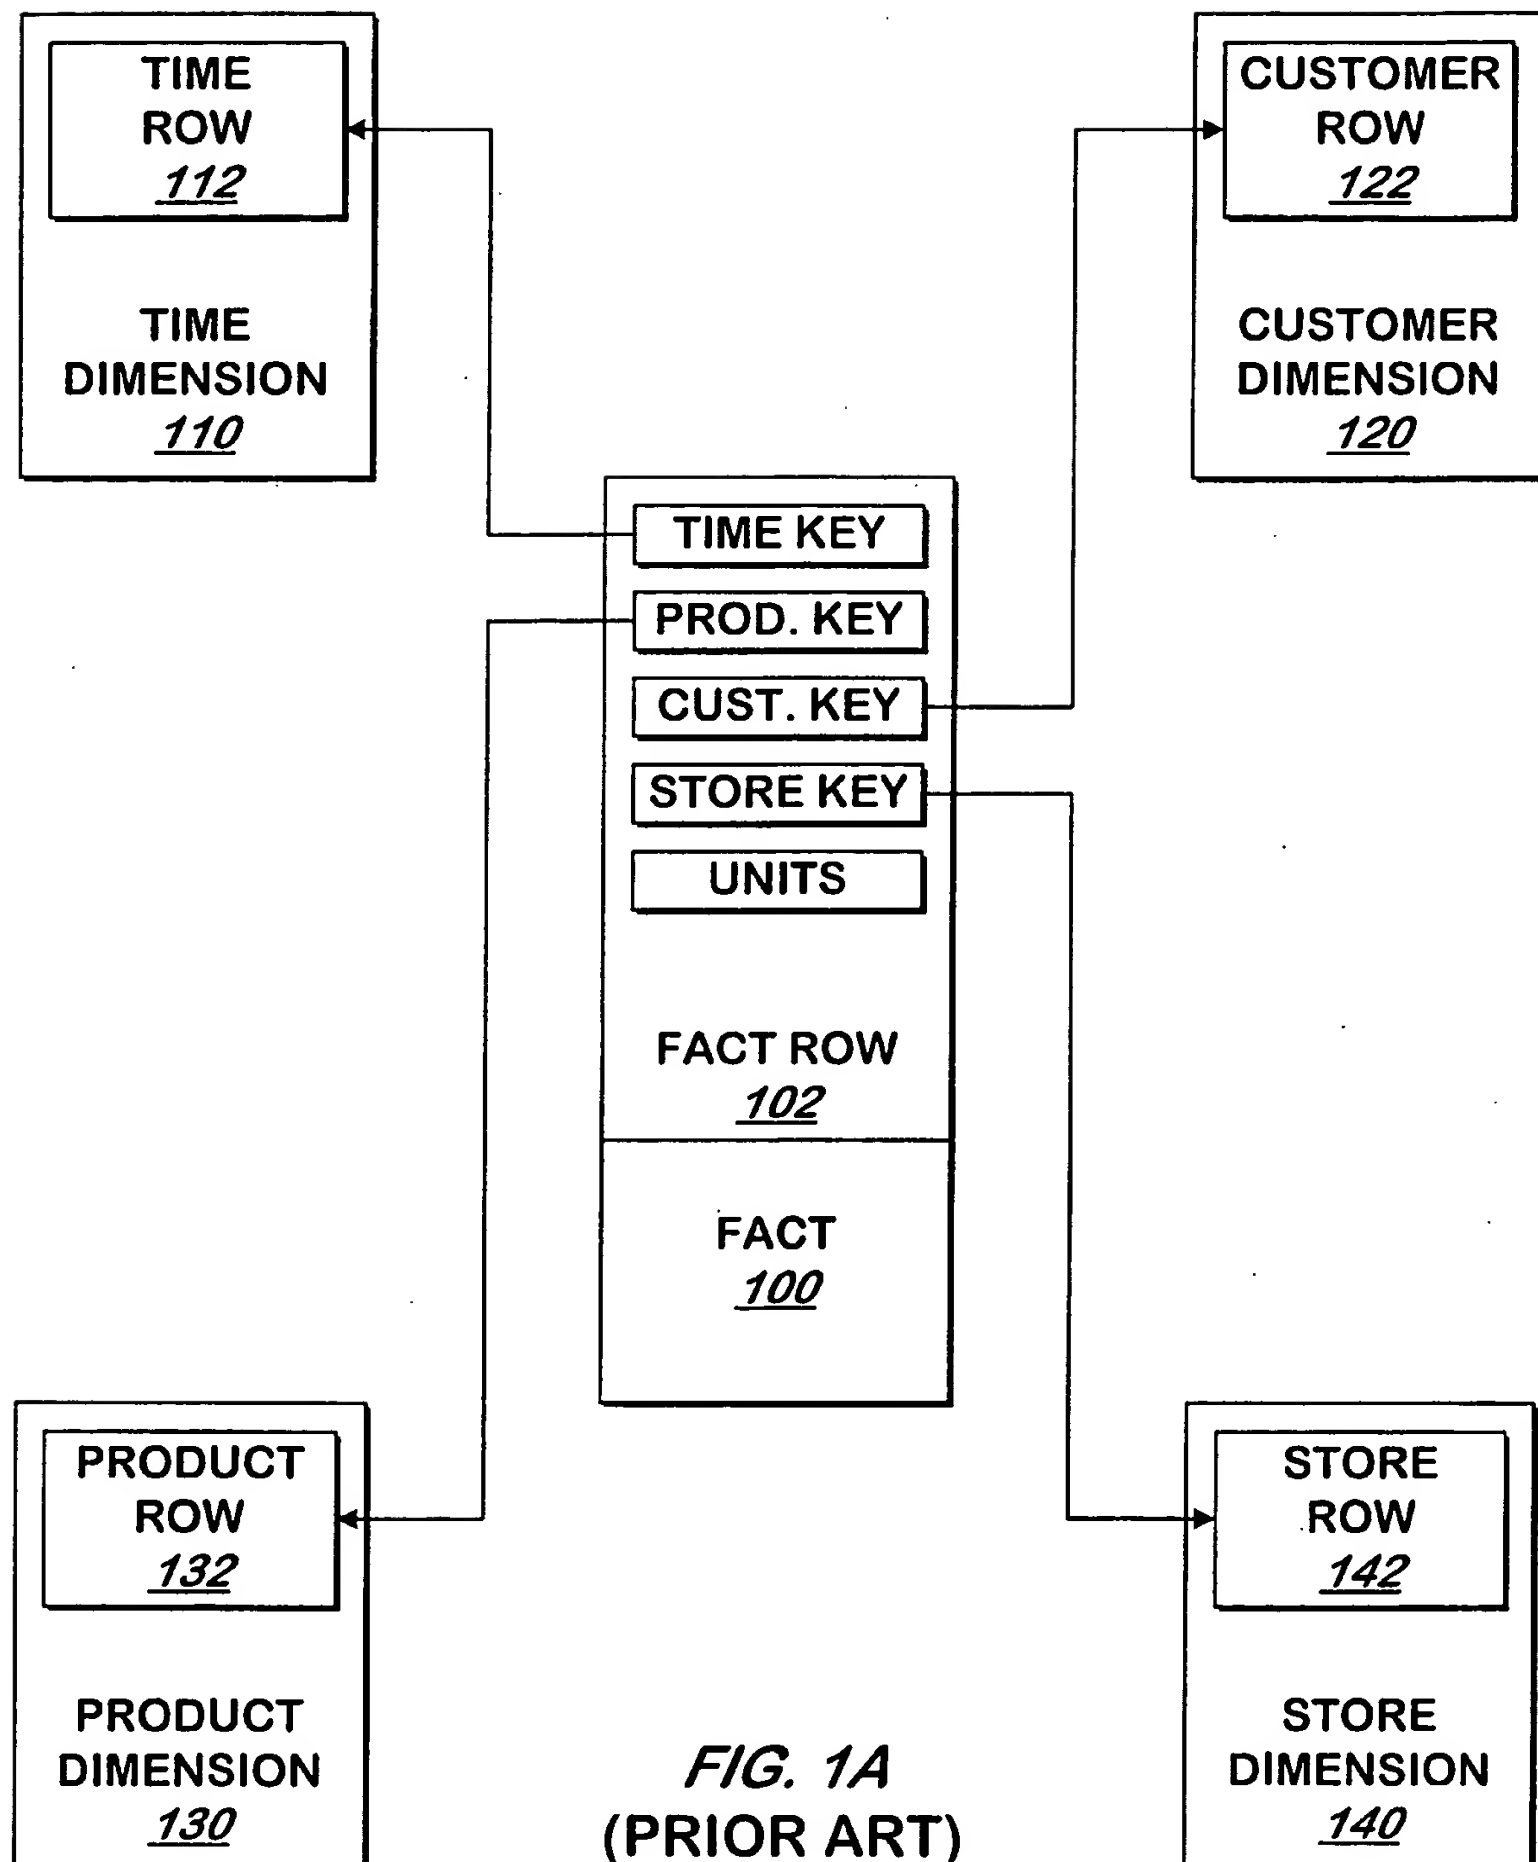 TIME
ROW
112
TIME
DIMENSION
110
CUSTOMER
ROW
122
CUSTOMER
DIMENSION
120
TIME KEY
PROD. KEY
CUST. KEY
STORE KEY
UNITS
FACT ROW
102
FACT
100
PRODUCT
ROW
132
PRODUCT
DIMENSION
130
STORE
ROW
142
STORE
DIMENSION
140
FIG. 1A
(PRIOR ART)